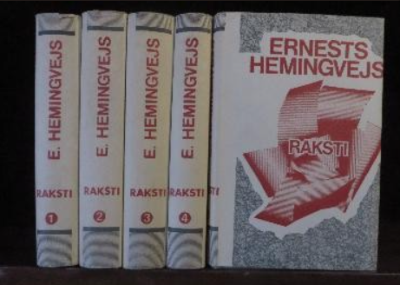 E. HEMINGVEJS
RAKSTI
1
E. HEMINGVEJS
RAKSTI
2
E. HEMINGVEJS
RAKSTI
3
E. HEMINGVEJS
RAKSTI
4
ERNESTS
HEMINGVEJS
RAKSTI